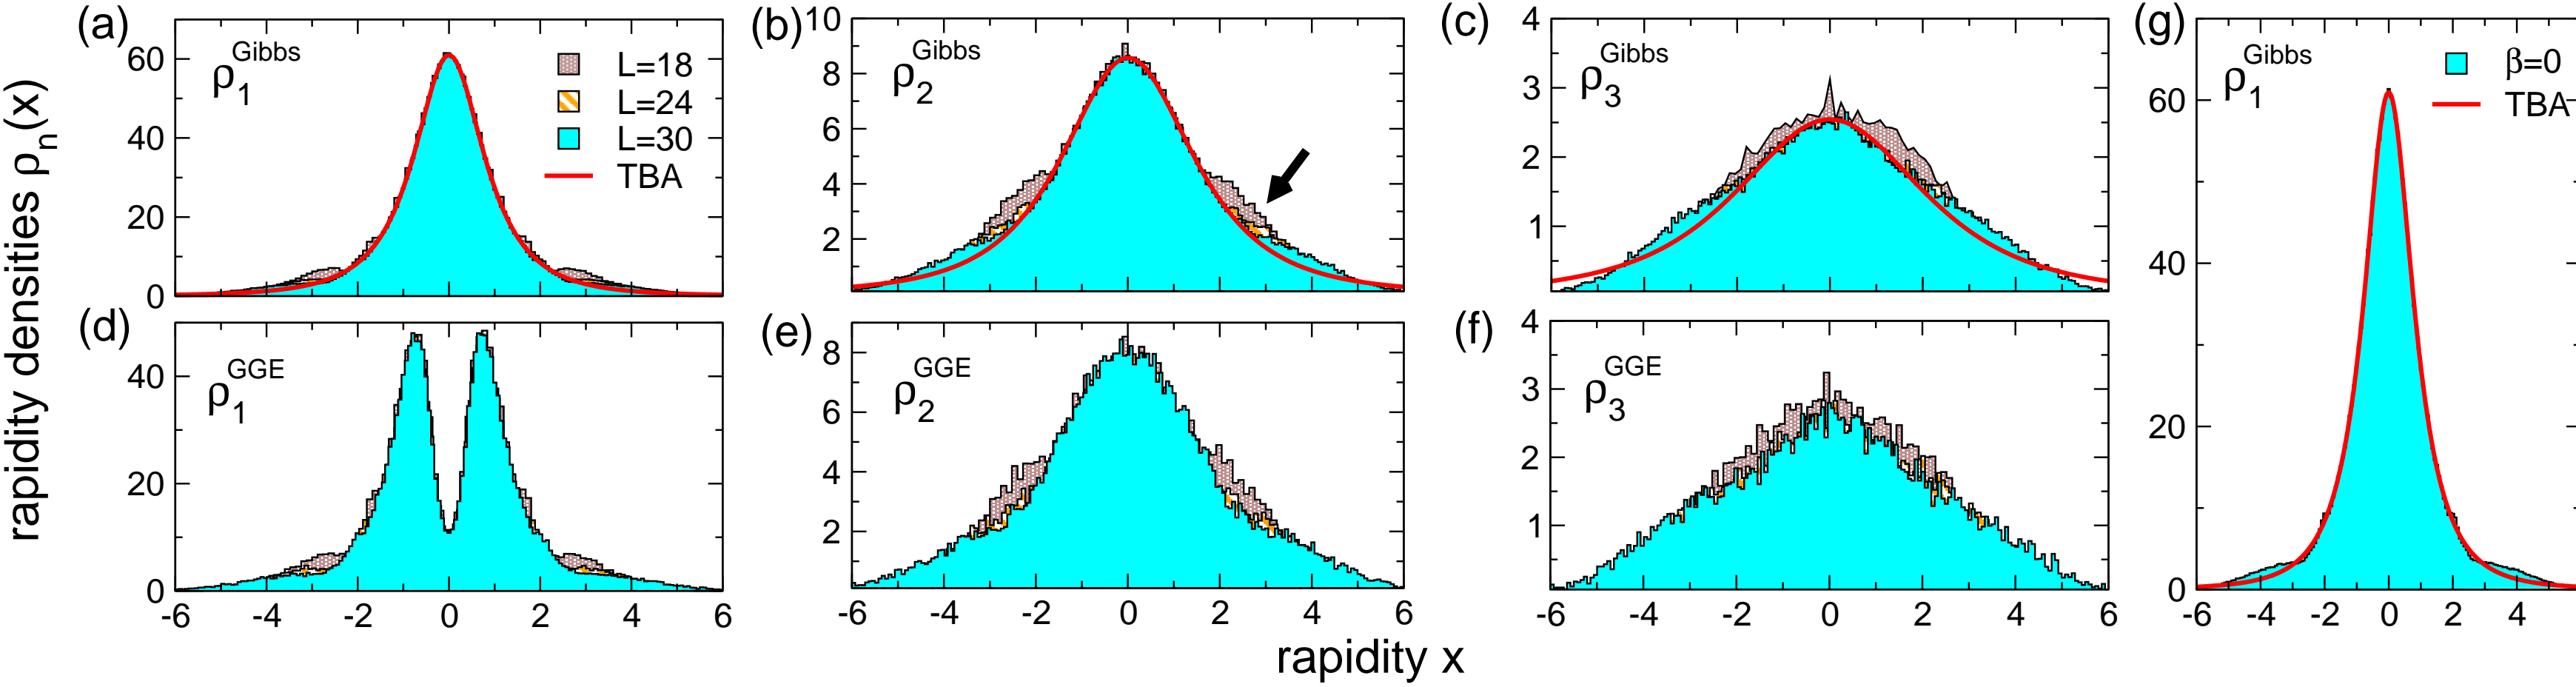 rapidity densities ρn(x)
(a)
ρ1Gibbs
L=18
L=24
L=30
TBA
60
40
20
0
(b)
ρ2Gibbs
10
8
6
4
2
(c)
ρ3Gibbs
4
3
2
1
(d)
ρ1GGE
40
20
0
-6 -4 -2 0 2 4 6
(e)
ρ2GGE
8
6
4
2
-6 -4 -2 0 2 4 6
(f)
ρ3GGE
4
3
2
1
-6 -4 -2 0 2 4 6
(g)
ρ1Gibbs
β=0
TBA
60
40
20
0
-6 -4 -2 0 2 4
rapidity x